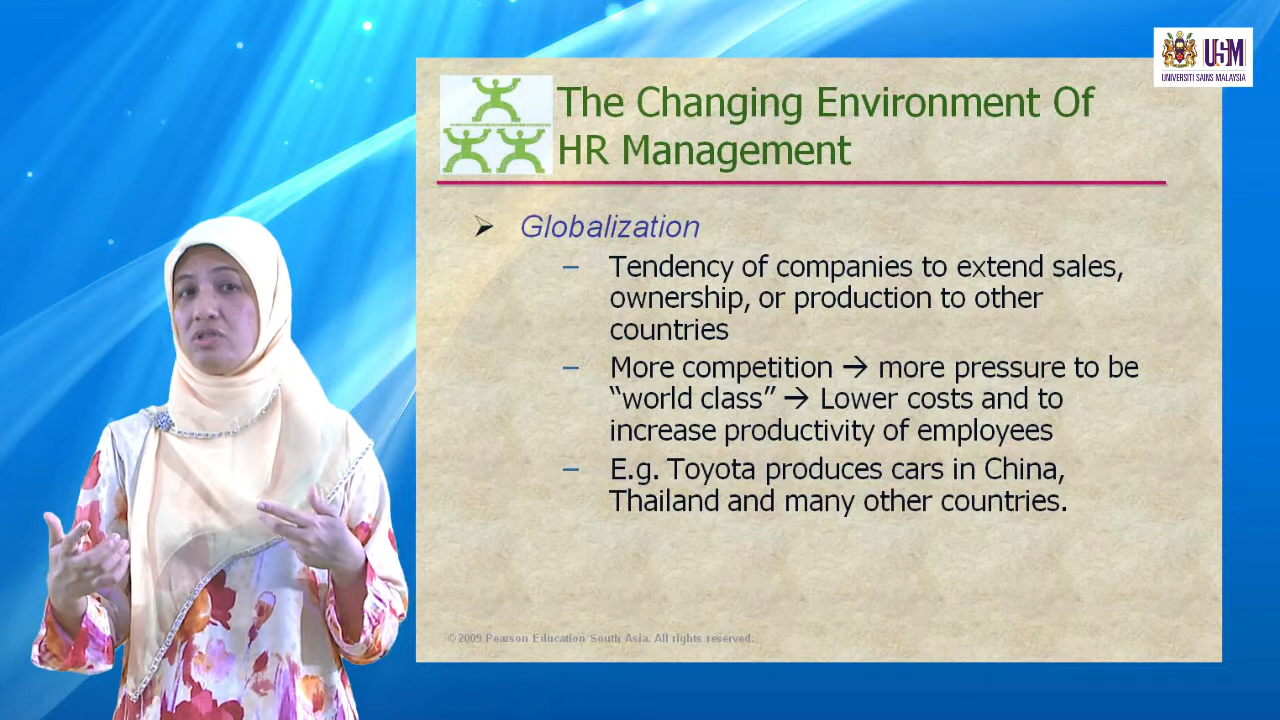 USM
UNIVERSITI SAINS MALAYSIA
The Changing Environment Of
HR Management
➢ Globalization
– Tendency of companies to extend sales,
ownership, or production to other
countries
– More competition → more pressure to be
“world class” → Lower costs and to
increase productivity of employees
– E.g. Toyota produces cars in China,
Thailand and many other countries.
©2009 Pearson Education South Asia. All rights reserved.